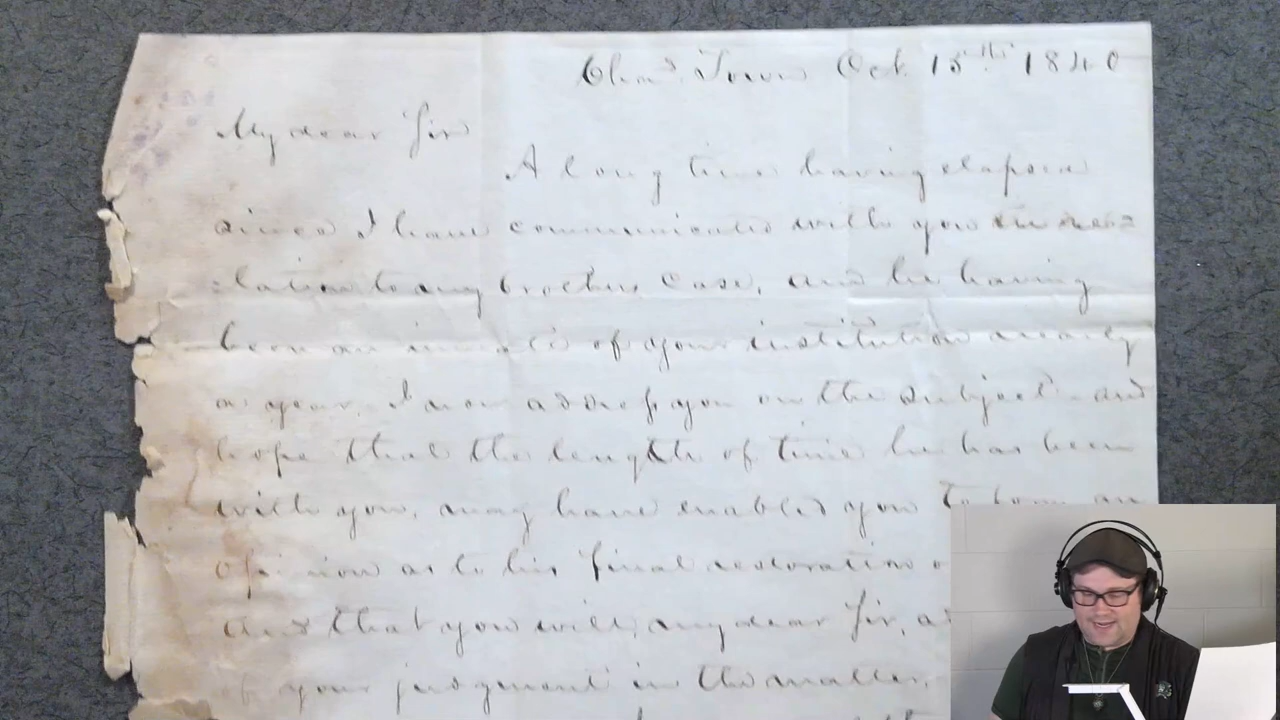 Chas. Town Oct. 15th. 1840
My dear Sir
A long time having elapsed
since I have communicated with you in re=
=lation to my brothers case, and he having
been an inmate of your institution nearly
a year, I now address you on the subject and
hope that the length of time he has been
with you, may have enabled you to form an
opinion as to his final restoration
and that you will, my dear Sir,
of your judgment in the matter.